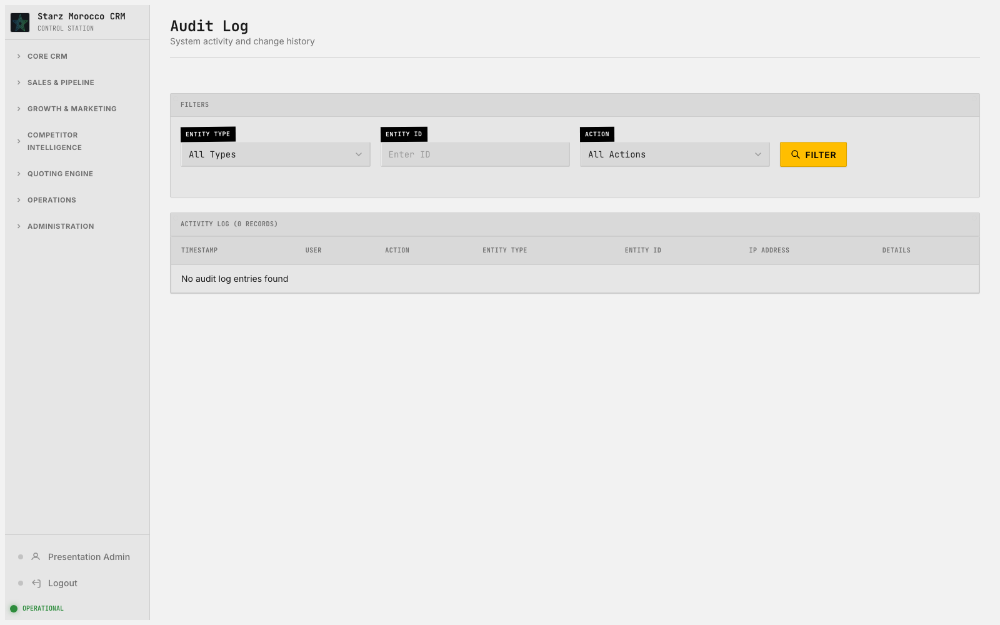 Starz Morocco CRM
CONTROL STATION
CORE CRM
SALES & PIPELINE
GROWTH & MARKETING
COMPETITOR
INTELLIGENCE
QUOTING ENGINE
OPERATIONS
ADMINISTRATION
Presentation Admin
Logout
OPERATIONAL
Audit Log
System activity and change history
FILTERS
ENTITY TYPE ENTITY ID ACTION
All Types Enter ID All Actions FILTER
ACTIVITY LOG (0 RECORDS)
TIMESTAMP USER ACTION ENTITY TYPE ENTITY ID IP ADDRESS DETAILS
No audit log entries found